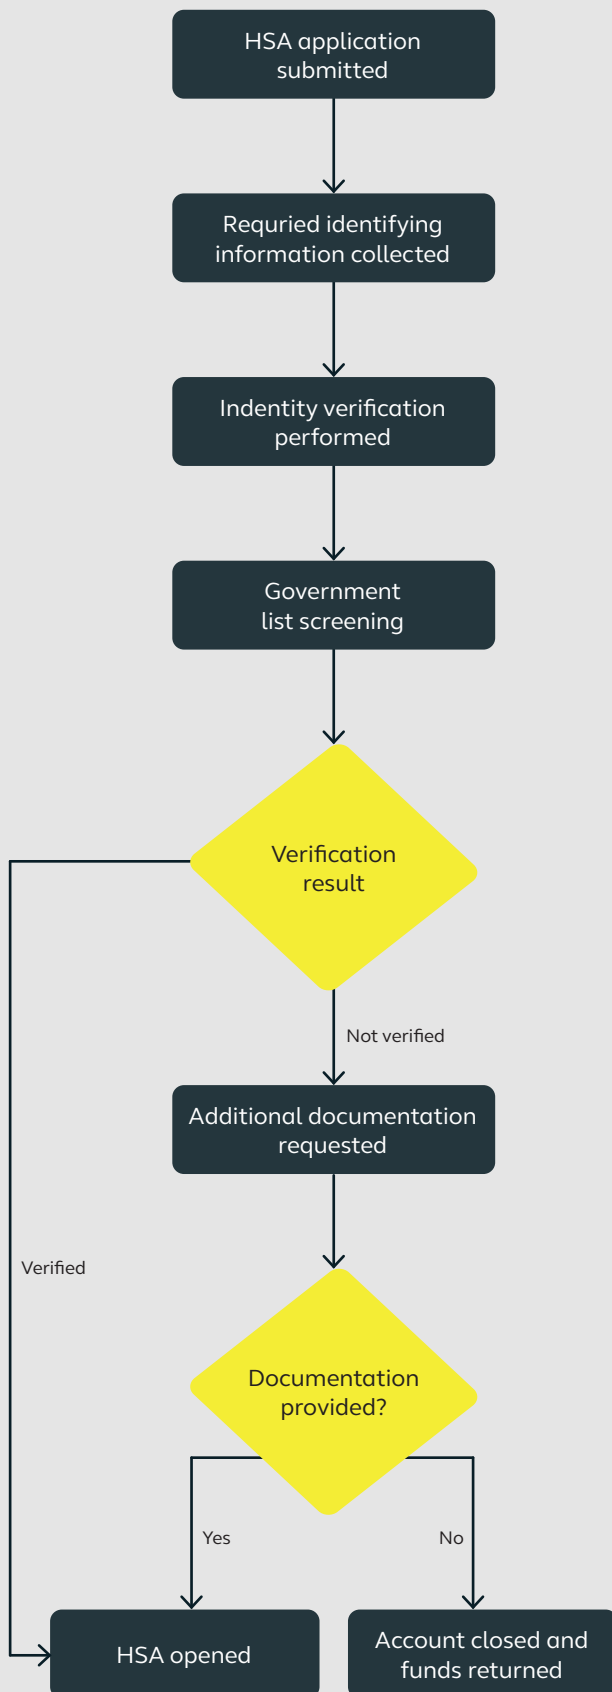 HSA application
submitted
Requried identifying
information collected
Indentity verification
performed
Government
list screening
Verification
result
Not verified
Additional documentation
requested
Verified
Documentation
provided?
Yes
No
HSA opened
Account closed and
funds returned